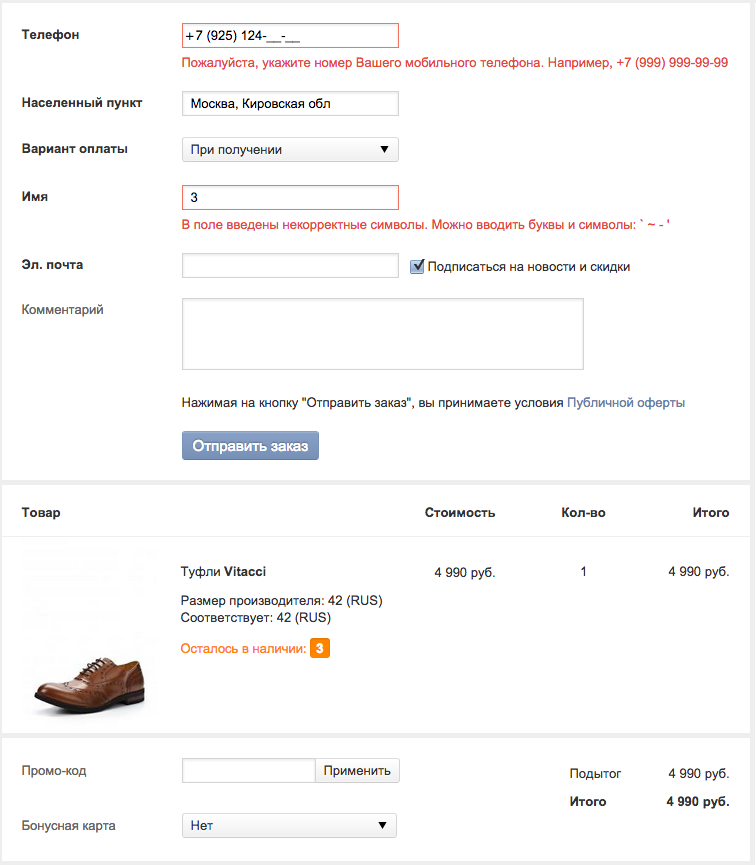 Телефон
+7 (925) 124-__-__
Пожалуйста, укажите номер Вашего мобильного телефона. Например, +7 (999) 999-99-99
Населенный пункт
Москва, Кировская обл
Вариант оплаты
При получении
Имя
3
В поле введены некорректные символы. Можно вводить буквы и символы: ` ~ - '
Эл. почта
Подписаться на новости и скидки
Комментарий
Нажимая на кнопку "Отправить заказ", вы принимаете условия Публичной оферты
Отправить заказ
Товар Стоимость Кол-во Итого
Туфли Vitacci 4 990 руб. 1 4 990 руб.
Размер производителя: 42 (RUS)
Соответствует: 42 (RUS)
Осталось в наличии: 3
Промо-код Применить Подытог 4 990 руб.
Итого 4 990 руб.
Бонусная карта Нет